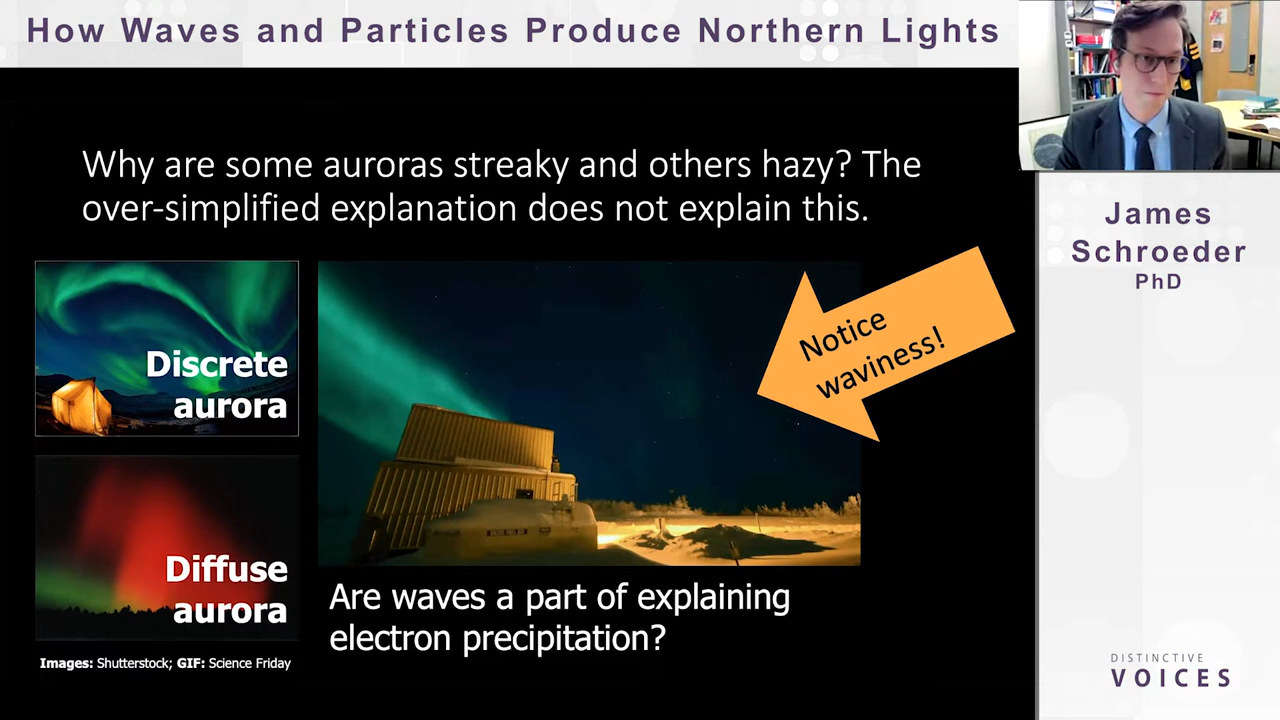 How Waves and Particles Produce Northern Lights
Why are some auroras streaky and others hazy? The
over-simplified explanation does not explain this.
Discrete
aurora
Diffuse
aurora
Notice
waviness!
Are waves a part of explaining
electron precipitation?
Images: Shutterstock; GIF: Science Friday
James
Schroeder
PhD
DISTINCTIVE
VOICES